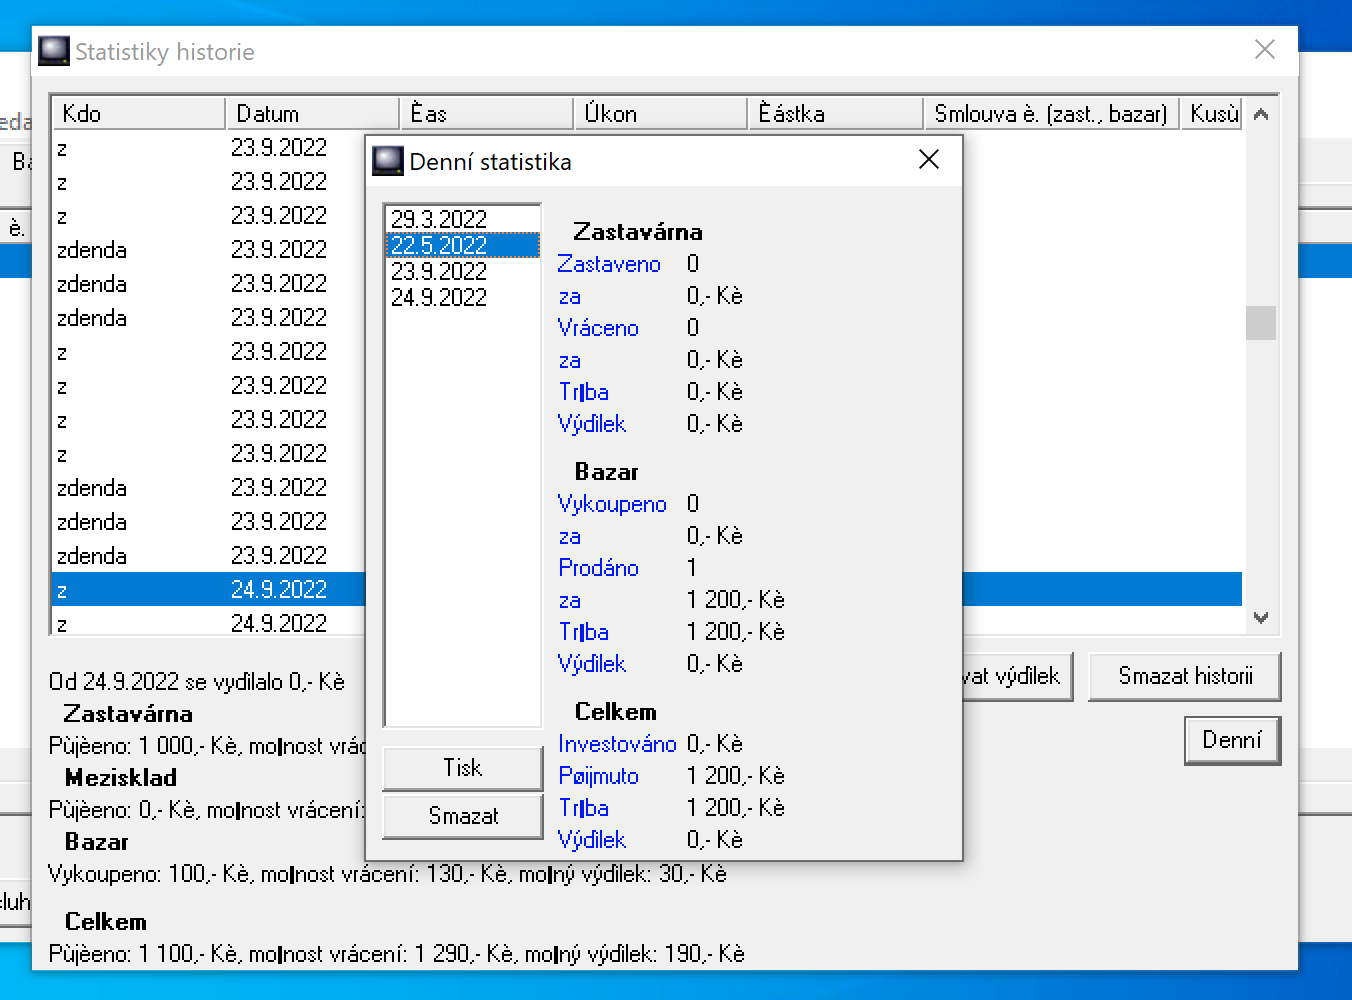 Statistiky historie
Kdo Datum Èas Úkon Èástka Smlouva è. (zast., bazar) Kusù
z 23.9.2022
z 23.9.2022
z 23.9.2022
zdenda 23.9.2022
zdenda 23.9.2022
zdenda 23.9.2022
z 23.9.2022
z 23.9.2022
z 23.9.2022
z 23.9.2022
zdenda 23.9.2022
zdenda 23.9.2022
zdenda 23.9.2022
z 24.9.2022
z 24.9.2022
Denní statistika
29.3.2022
22.5.2022
23.9.2022
24.9.2022
Tisk
Smazat
Zastavárna
Zastaveno 0
za 0,- Kè
Vráceno 0
za 0,- Kè
Tr|ba 0,- Kè
Výdìlek 0,- Kè
Bazar
Vykoupeno 0
za 0,- Kè
Prodáno 1
za 1 200,- Kè
Tr|ba 1 200,- Kè
Výdìlek 0,- Kè
Celkem
Investováno 0,- Kè
Pøijmuto 1 200,- Kè
Tr|ba 1 200,- Kè
Výdìlek 0,- Kè
vat výdìlek
Smazat historii
Denní
Od 24.9.2022 se vydìlalo 0,- Kè
Zastavárna
Pùjèeno: 1 000,- Kè, mo|nost vrác
Mezisklad
Pùjèeno: 0,- Kè, mo|nost vrácení:
Bazar
Vykoupeno: 100,- Kè, mo|nost vrácení: 130,- Kè, mo|ný výdìlek: 30,- Kè
Celkem
Pùjèeno: 1 100,- Kè, mo|nost vrácení: 1 290,- Kè, mo|ný výdìlek: 190,- Kè
è.